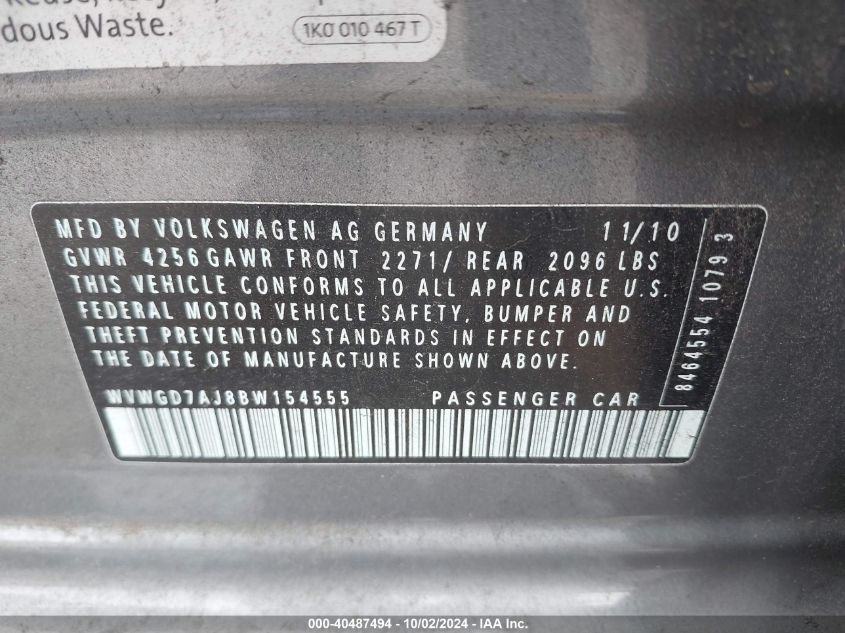 dous Waste.
1K0 010 467 T
MFD BY VOLKSWAGEN AG GERMANY 11/10
GVWR 4256 GAWR FRONT 2271/ REAR 2096 LBS
THIS VEHICLE CONFORMS TO ALL APPLICABLE U.S.
FEDERAL MOTOR VEHICLE SAFETY, BUMPER AND
THEFT PREVENTION STANDARDS IN EFFECT ON
THE DATE OF MANUFACTURE SHOWN ABOVE.
WVWGD7AJ8BW154555 PASSENGER CAR
8464554 1079 3
000-40487494 - 10/02/2024 - IAA Inc.